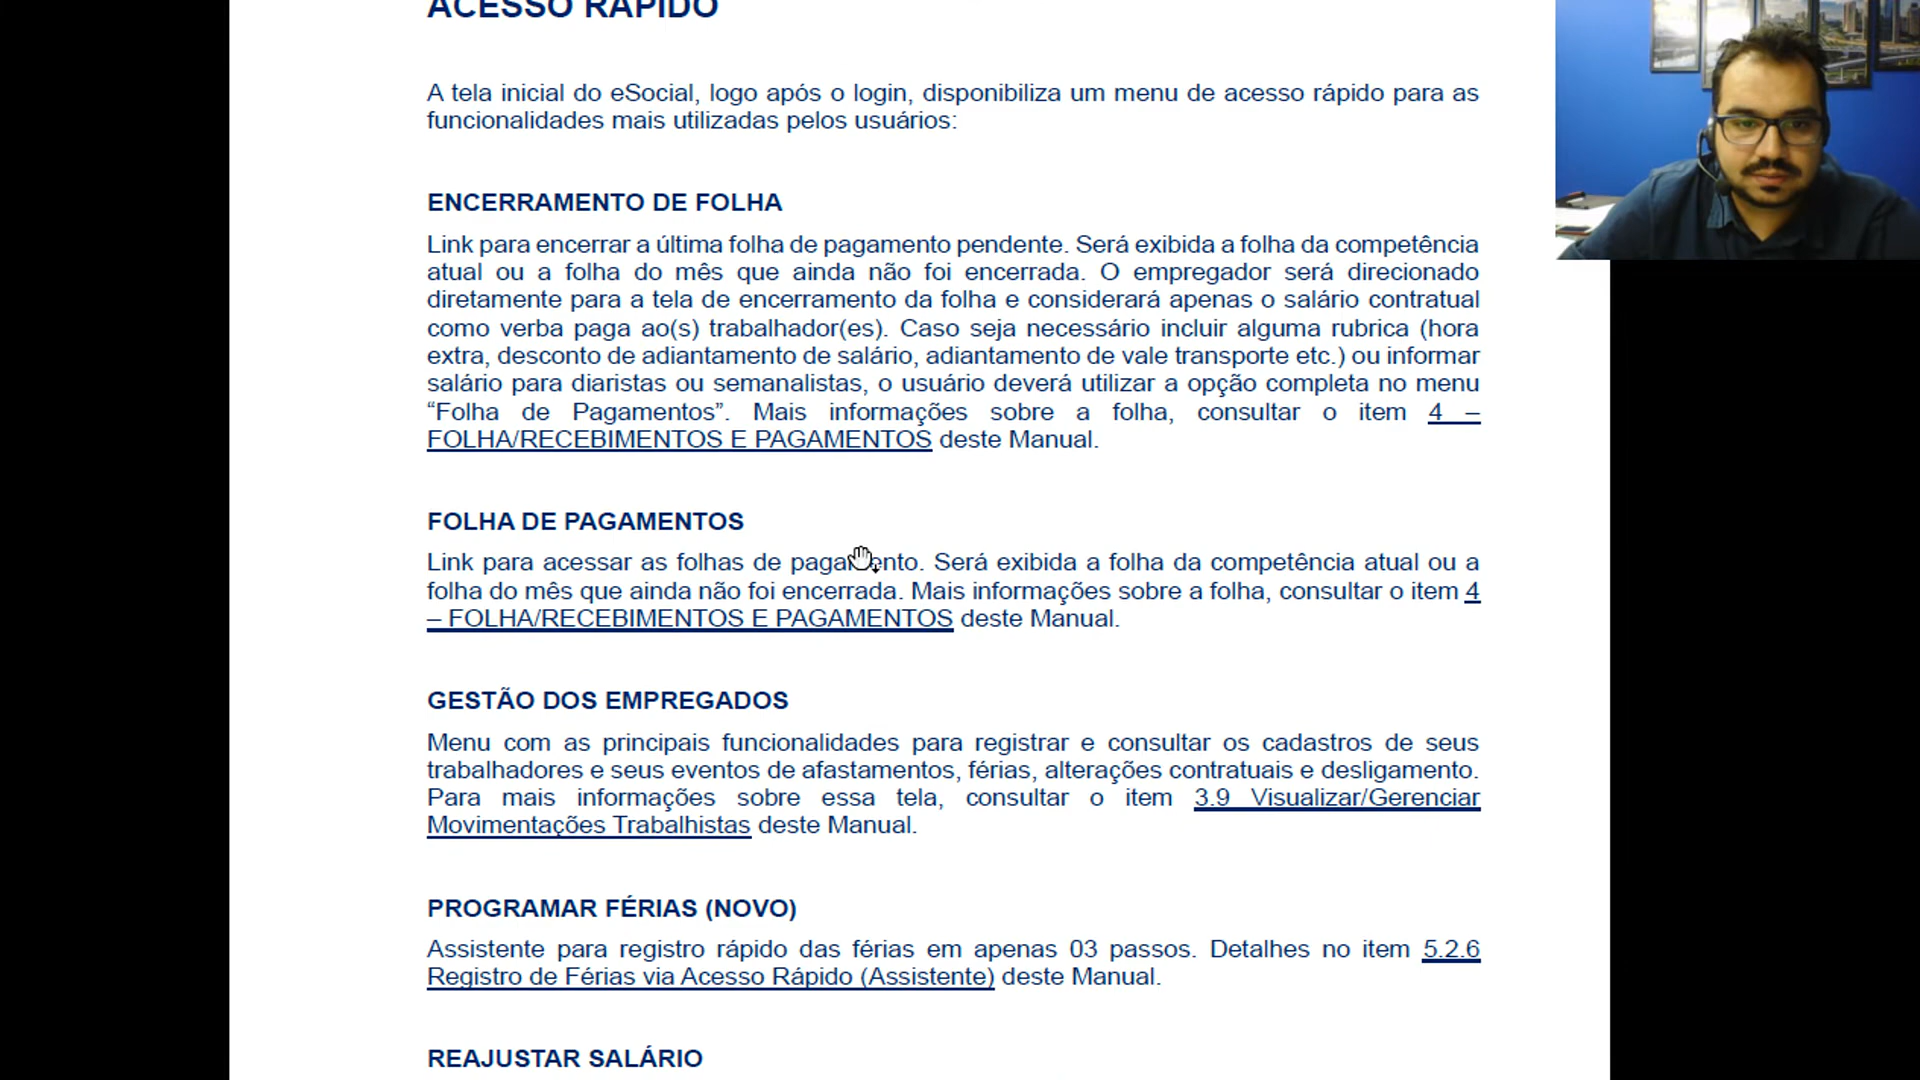 ACESSO RÁPIDO
A tela inicial do eSocial, logo após o login, disponibiliza um menu de acesso rápido para as
funcionalidades mais utilizadas pelos usuários:
ENCERRAMENTO DE FOLHA
Link para encerrar a última folha de pagamento pendente. Será exibida a folha da competência
atual ou a folha do mês que ainda não foi encerrada. O empregador será direcionado
diretamente para a tela de encerramento da folha e considerará apenas o salário contratual
como verba paga ao(s) trabalhador(es). Caso seja necessário incluir alguma rubrica (hora
extra, desconto de adiantamento de salário, adiantamento de vale transporte etc.) ou informar
salário para diaristas ou semanalistas, o usuário deverá utilizar a opção completa no menu
“Folha de Pagamentos”. Mais informações sobre a folha, consultar o item 4 –
FOLHA/RECEBIMENTOS E PAGAMENTOS deste Manual.
FOLHA DE PAGAMENTOS
Link para acessar as folhas de pagamento. Será exibida a folha da competência atual ou a
folha do mês que ainda não foi encerrada. Mais informações sobre a folha, consultar o item 4
– FOLHA/RECEBIMENTOS E PAGAMENTOS deste Manual.
GESTÃO DOS EMPREGADOS
Menu com as principais funcionalidades para registrar e consultar os cadastros de seus
trabalhadores e seus eventos de afastamentos, férias, alterações contratuais e desligamento.
Para mais informações sobre essa tela, consultar o item 3.9 Visualizar/Gerenciar
Movimentações Trabalhistas deste Manual.
PROGRAMAR FÉRIAS (NOVO)
Assistente para registro rápido das férias em apenas 03 passos. Detalhes no item 5.2.6
Registro de Férias via Acesso Rápido (Assistente) deste Manual.
REAJUSTAR SALÁRIO